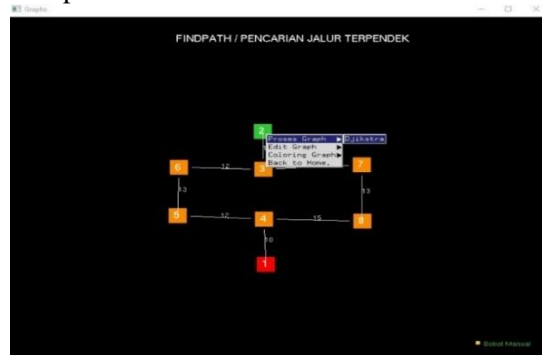 Graphs
FINDPATH / PENCARIAN JALUR TERPENDEK
2
Proses Graph Djikstra
Edit Graph
Coloring Graph
Back to Home.
6 12 3 7
13 13
5 12 4 15 8
10
1
Bobot Manual